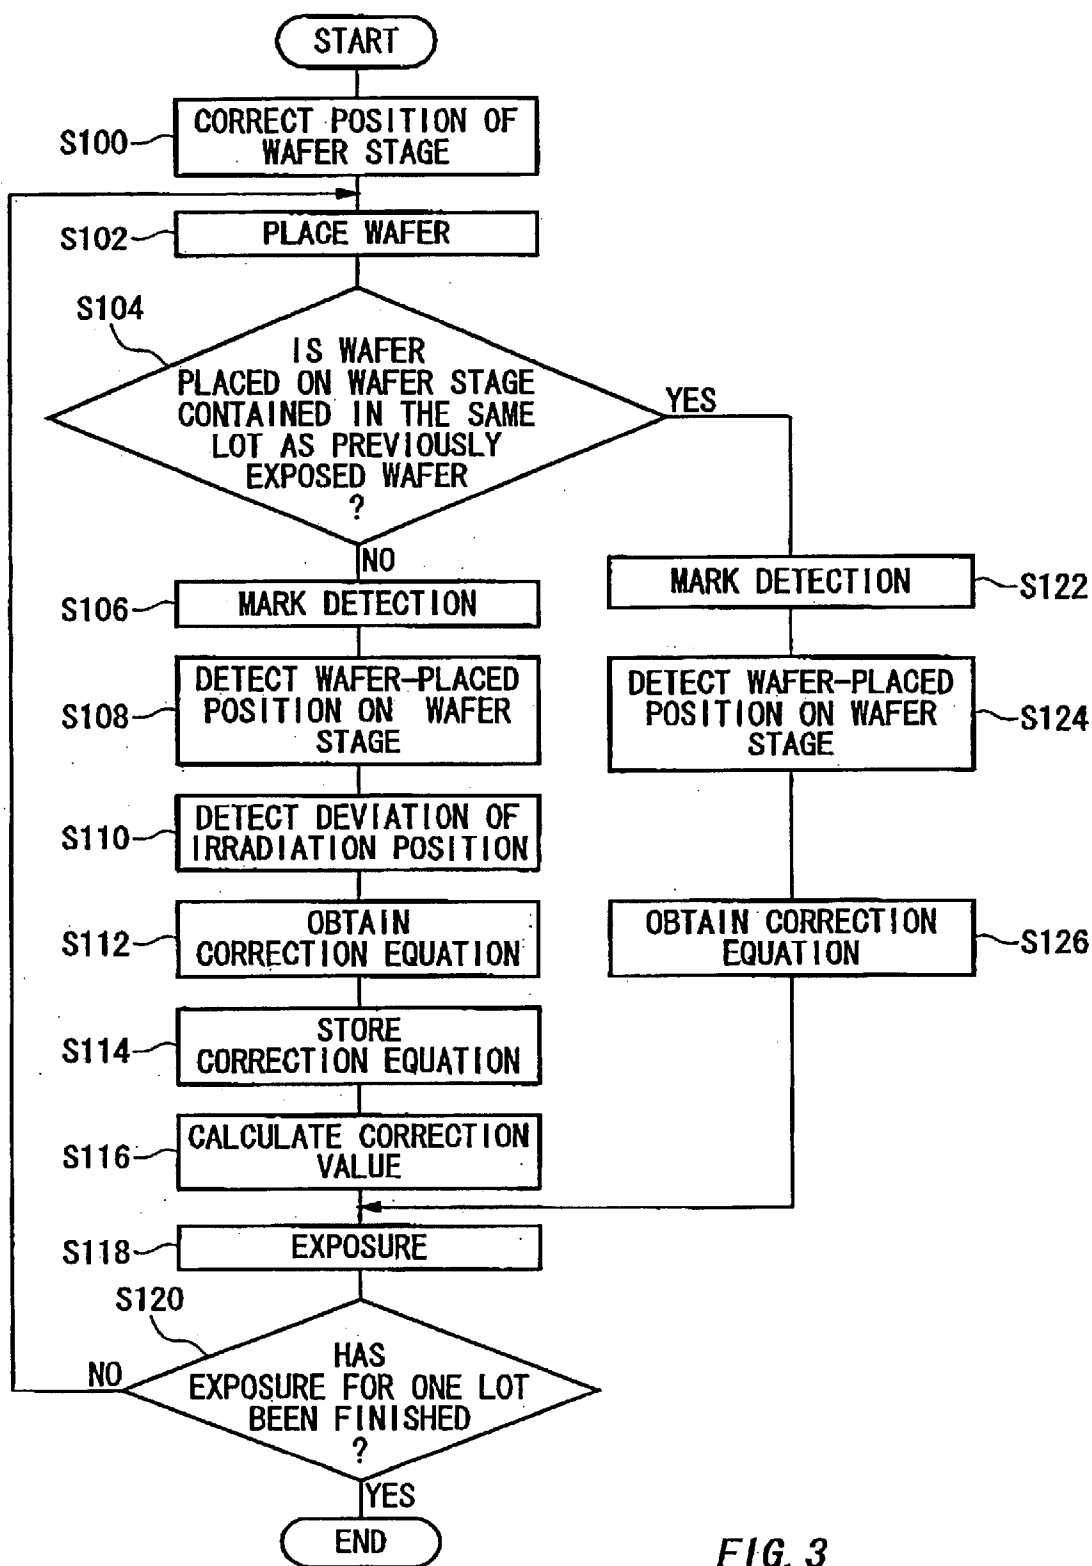 START
S100
CORRECT POSITION OF
WAFER STAGE
S102
PLACE WAFER
S104
IS WAFER
PLACED ON WAFER STAGE
CONTAINED IN THE SAME
LOT AS PREVIOUSLY
EXPOSED WAFER
?
YES
NO
S106
MARK DETECTION
MARK DETECTION
S122
S108
DETECT WAFER-PLACED
POSITION ON WAFER
STAGE
DETECT WAFER-PLACED
POSITION ON WAFER
STAGE
S124
S110
DETECT DEVIATION OF
IRRADIATION POSITION
S112
OBTAIN
CORRECTION EQUATION
OBTAIN CORRECTION
EQUATION
S126
S114
STORE
CORRECTION EQUATION
S116
CALCULATE CORRECTION
VALUE
S118
EXPOSURE
S120
HAS
EXPOSURE FOR ONE LOT
BEEN FINISHED
?
NO
YES
END
FIG. 3